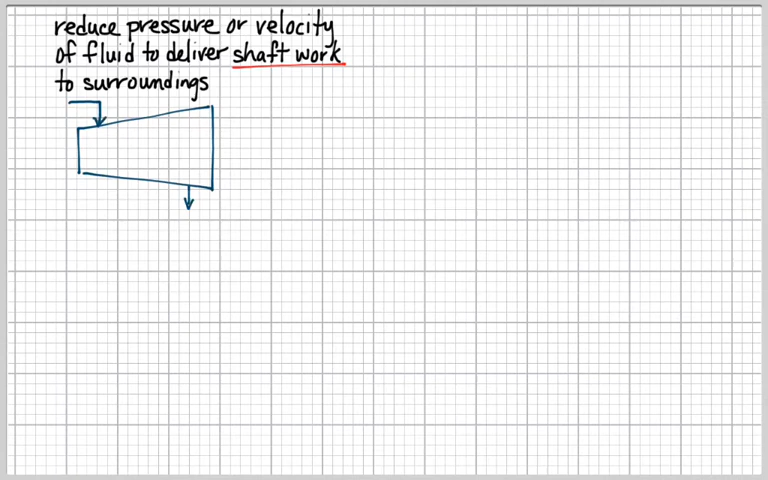 reduce pressure or velocity
of fluid to deliver shaft work
to surroundings